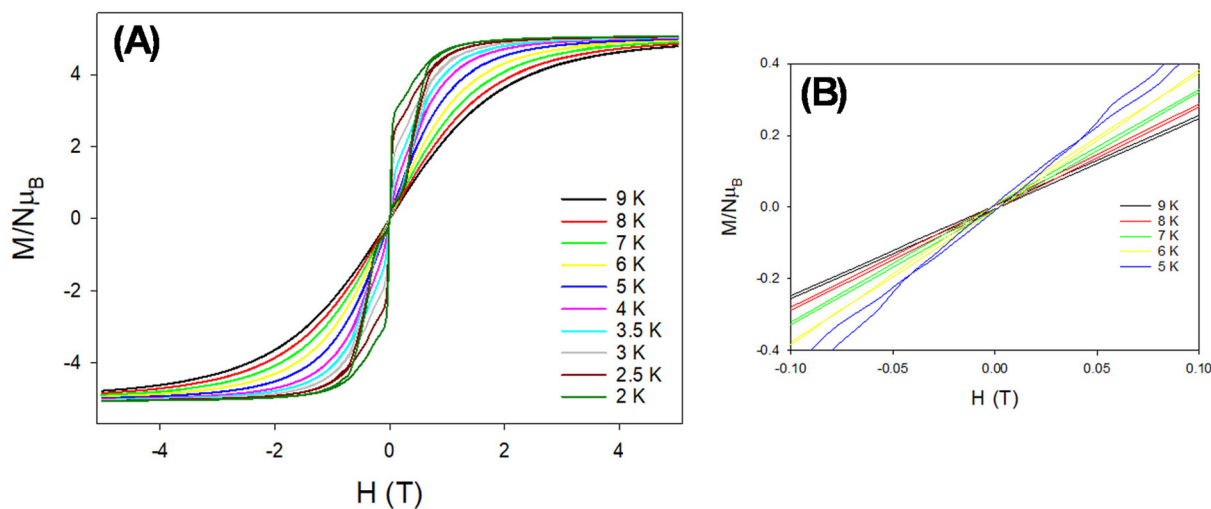 (A)
M/NμB
4
2
0
-2
-4
9 K
8 K
7 K
6 K
5 K
4 K
3.5 K
3 K
2.5 K
2 K
-4 -2 0 2 4
H (T)
(B)
M/NμB
0.4
0.2
0.0
-0.2
-0.4
9 K
8 K
7 K
6 K
5 K
-0.10 -0.05 0.00 0.05 0.10
H (T)